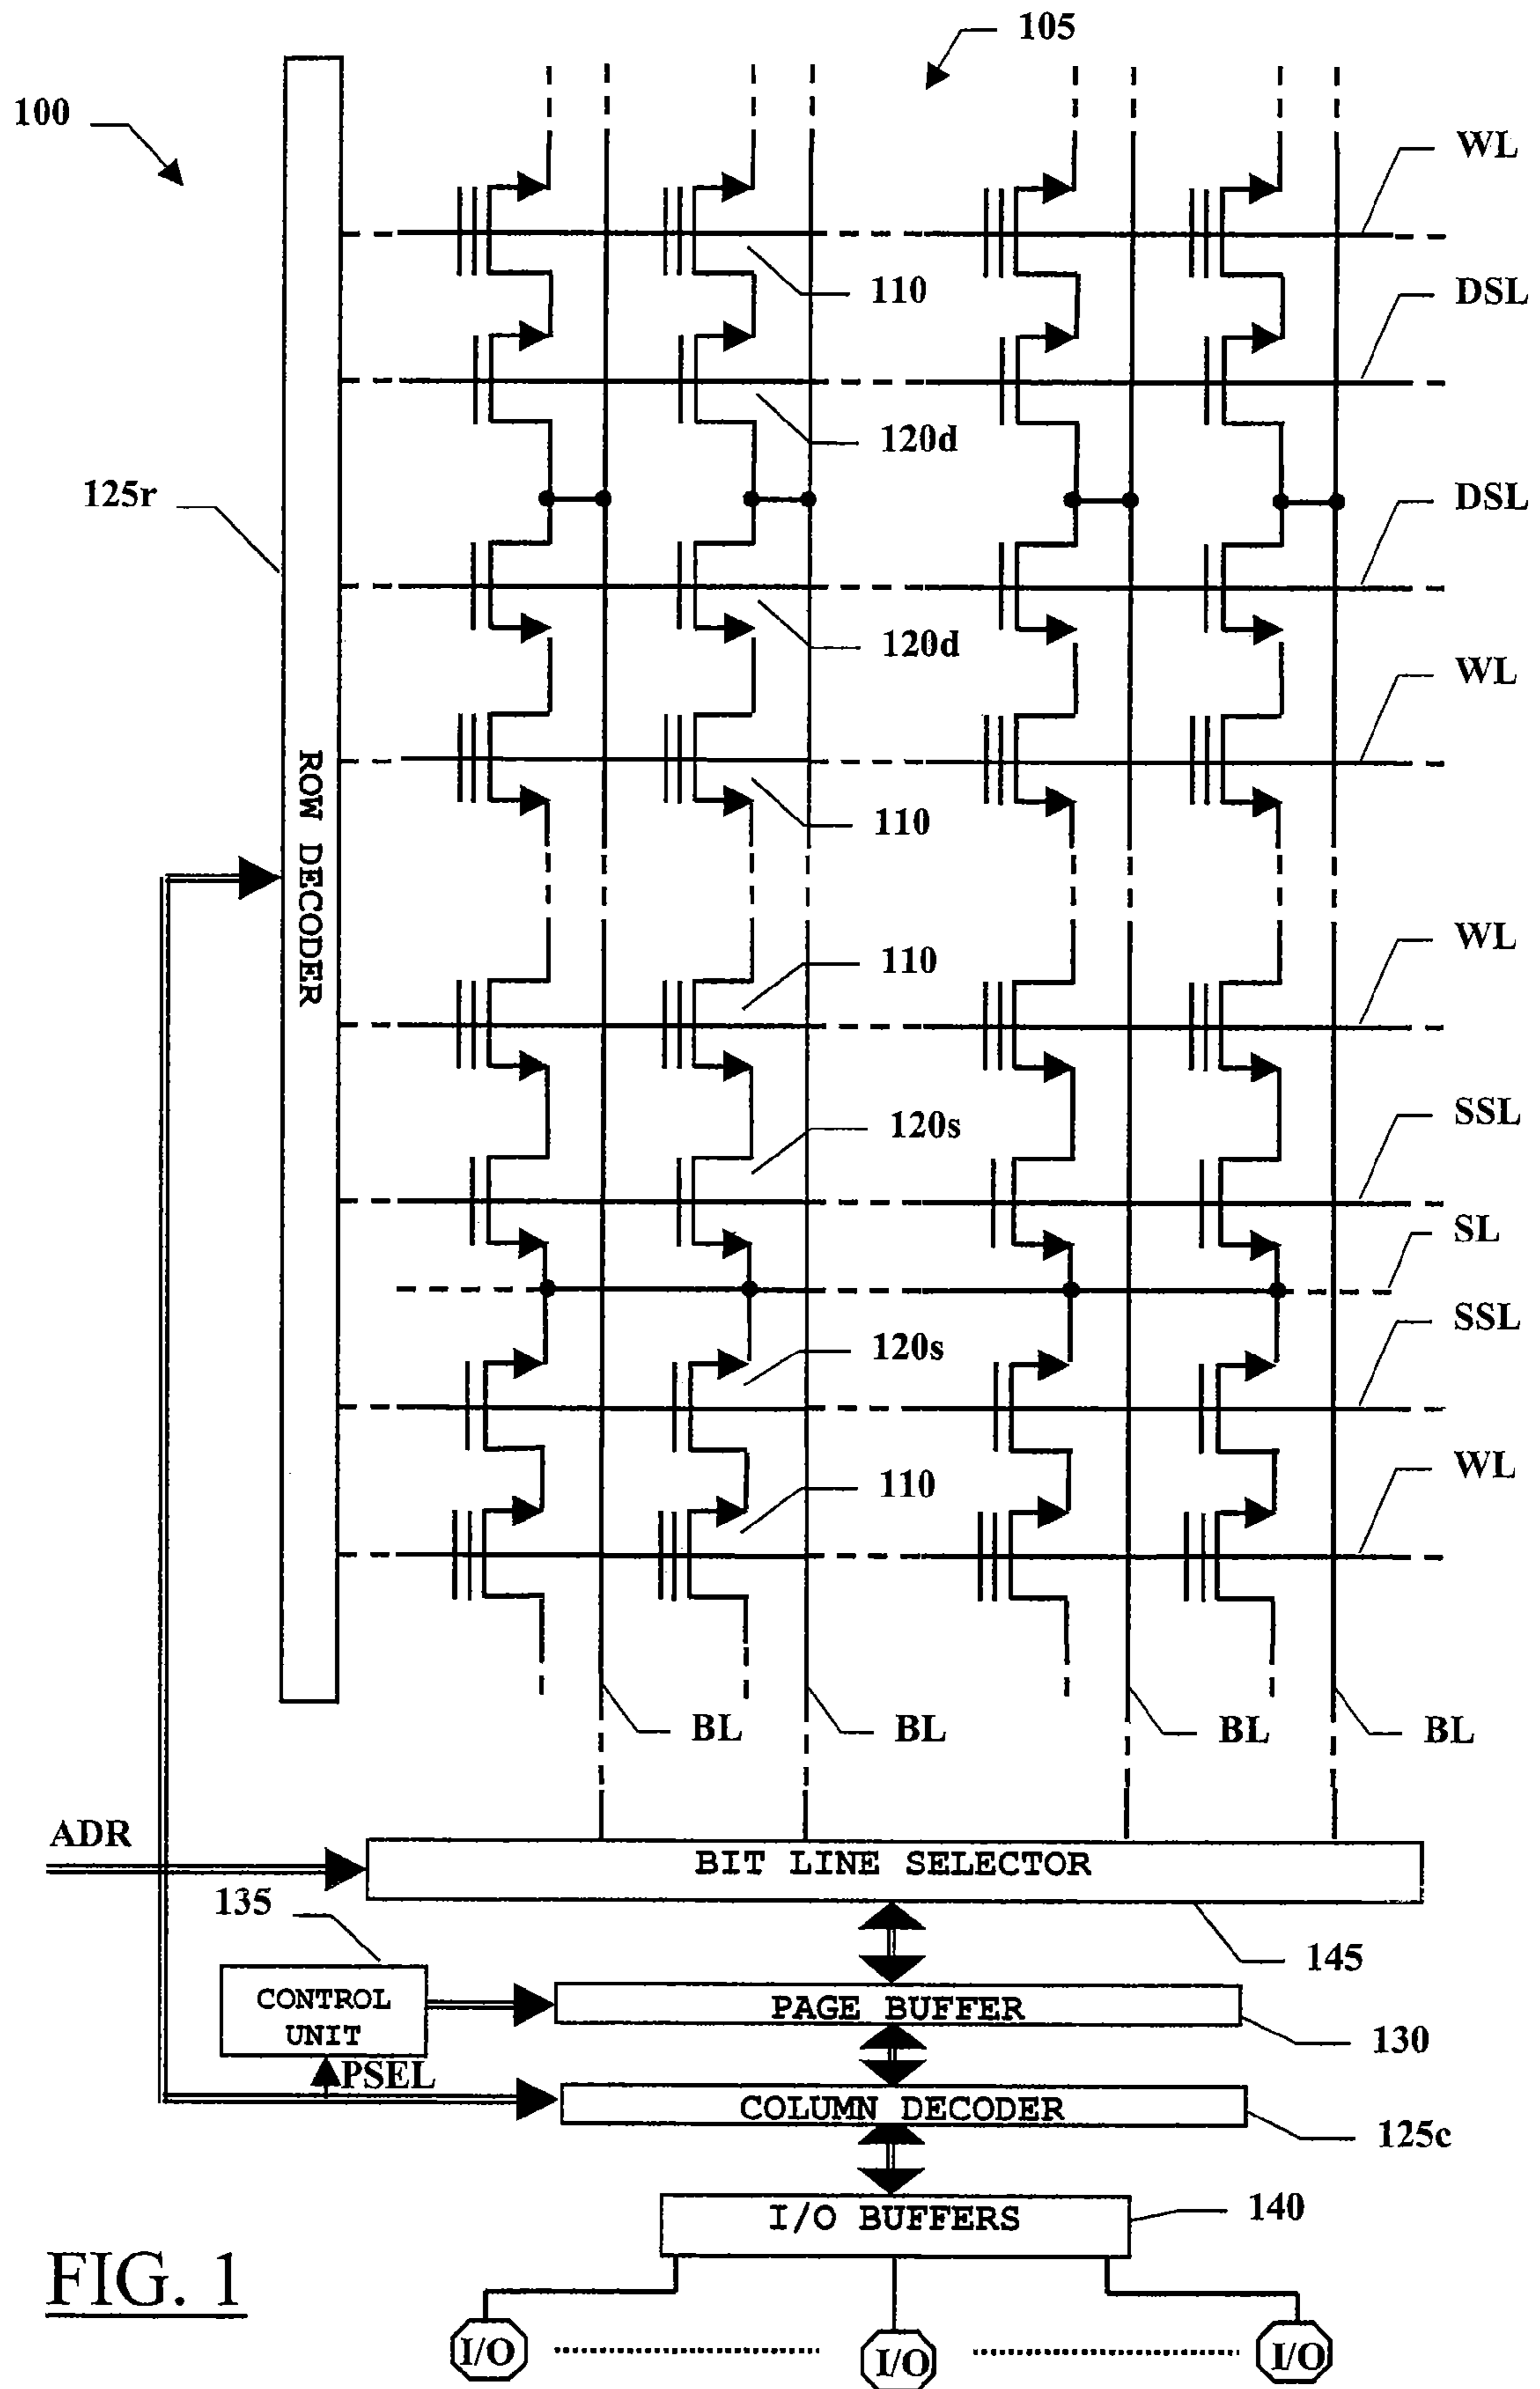 105
100
WL
110
DSL
120d
125r
DSL
120d
WL
110
ROW DECODER
WL
110
SSL
120s
SL
SSL
120s
WL
110
BL
BL
BL
BL
ADR
BIT LINE SELECTOR
135
145
CONTROL
UNIT
PAGE BUFFER
130
PSEL
COLUMN DECODER
125c
I/O BUFFERS
140
FIG. 1
I/O
I/O
I/O